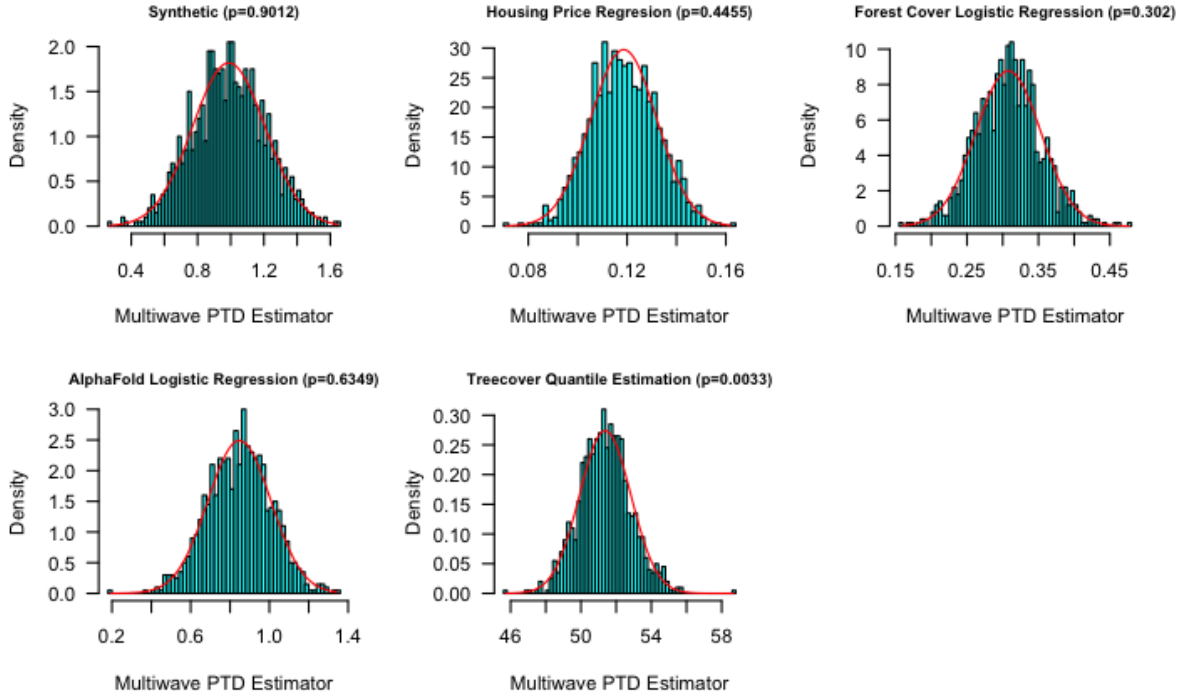 Synthetic (p=0.9012)
Density
2.0
1.5
1.0
0.5
0.0
0.4 0.8 1.2 1.6
Multiwave PTD Estimator
Housing Price Regresion (p=0.4455)
Density
30
25
20
15
10
5
0
0.08 0.12 0.16
Multiwave PTD Estimator
Forest Cover Logistic Regression (p=0.302)
Density
10
8
6
4
2
0
0.15 0.25 0.35 0.45
Multiwave PTD Estimator
AlphaFold Logistic Regression (p=0.6349)
Density
3.0
2.5
2.0
1.5
1.0
0.5
0.0
0.2 0.6 1.0 1.4
Multiwave PTD Estimator
Treecover Quantile Estimation (p=0.0033)
Density
0.30
0.25
0.20
0.15
0.10
0.05
0.00
46 50 54 58
Multiwave PTD Estimator